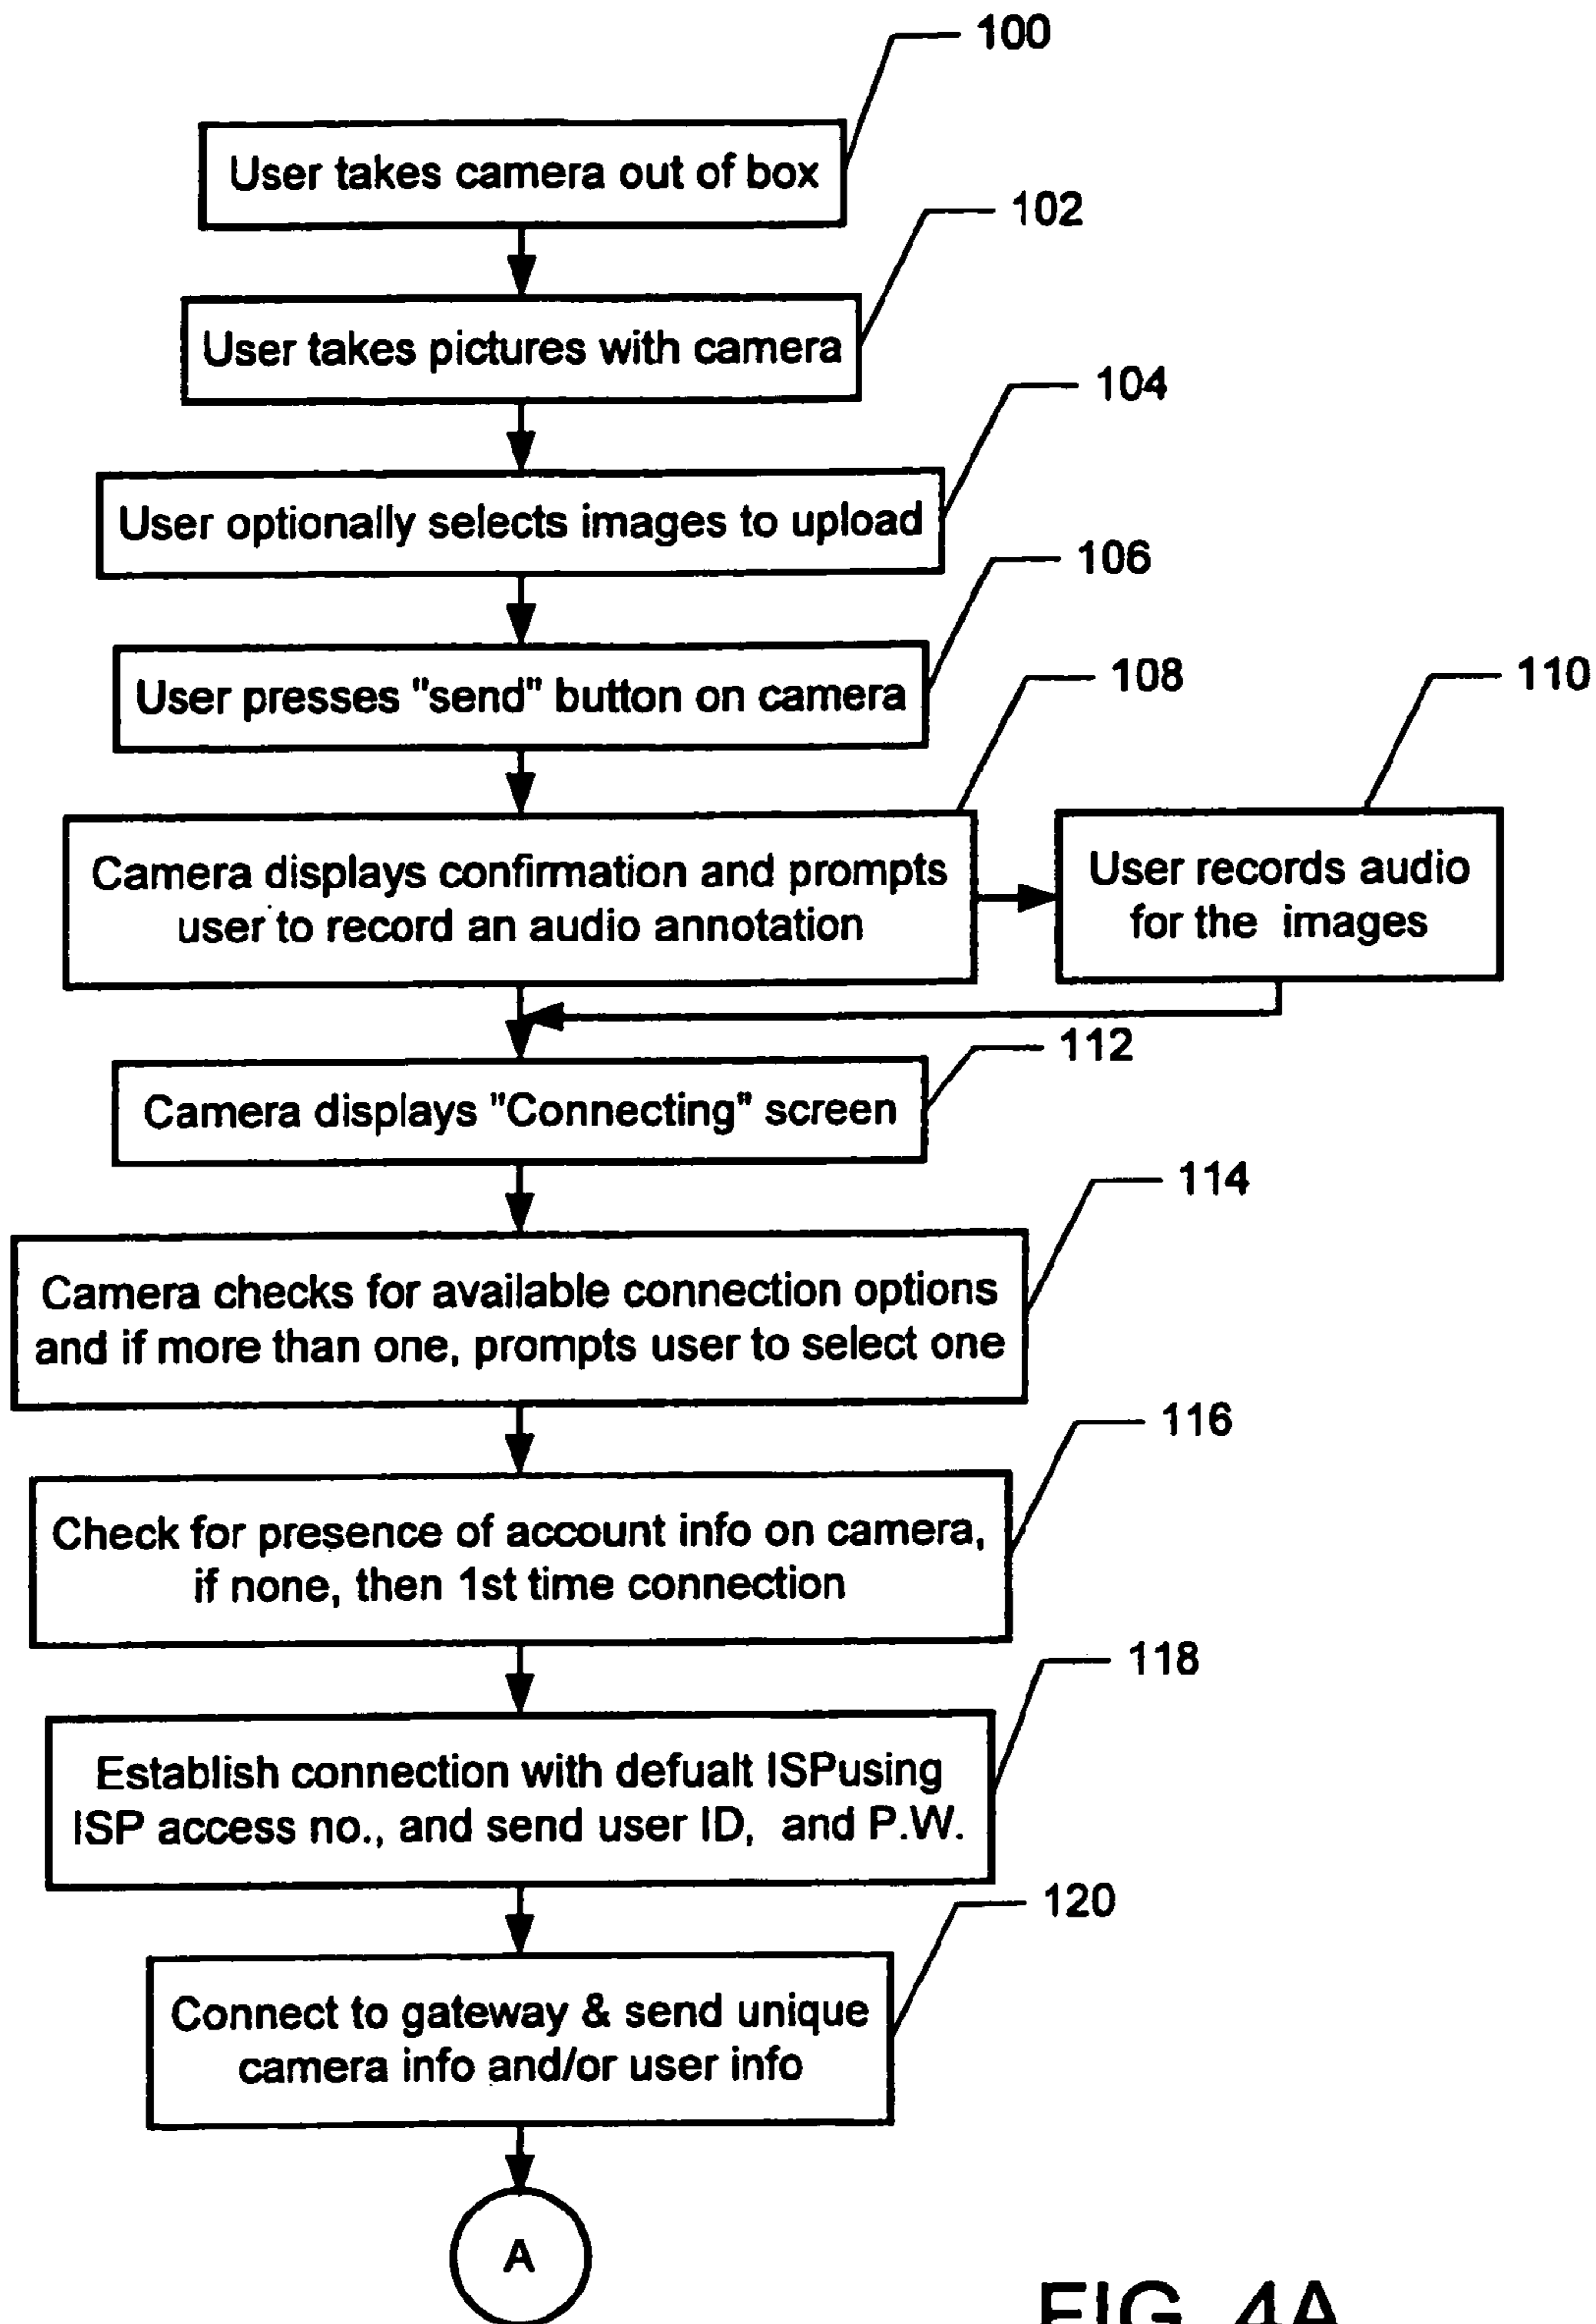 100
User takes camera out of box
102
User takes pictures with camera
104
User optionally selects images to upload
106
User presses "send" button on camera
108
110
Camera displays confirmation and prompts
user to record an audio annotation
User records audio
for the images
112
Camera displays "Connecting" screen
114
Camera checks for available connection options
and if more than one, prompts user to select one
116
Check for presence of account info on camera,
if none, then 1st time connection
118
Establish connection with defualt ISPusing
ISP access no., and send user ID, and P.W.
120
Connect to gateway & send unique
camera info and/or user info
A
FIG. 4A